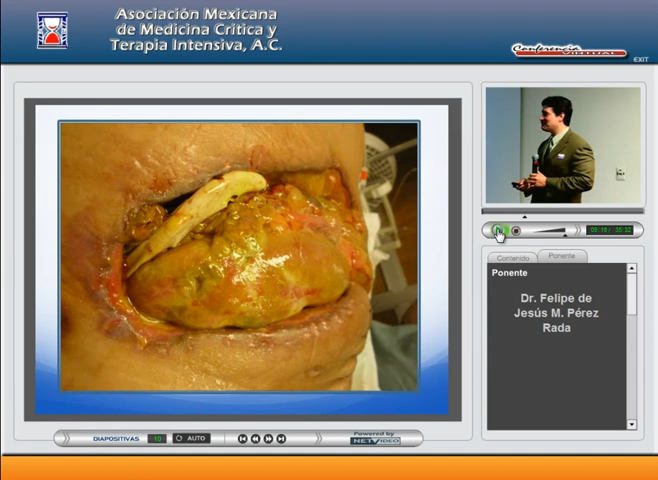 Asociación Mexicana
de Medicina Crítica y
Terapia Intensiva, A.C.
Conferencia
EXIT
Contenido
Ponente
Ponente
Dr. Felipe de
Jesús M. Pérez
Rada
DIAPOSITIVAS
10
AUTO
Powered by
NETVIDEO